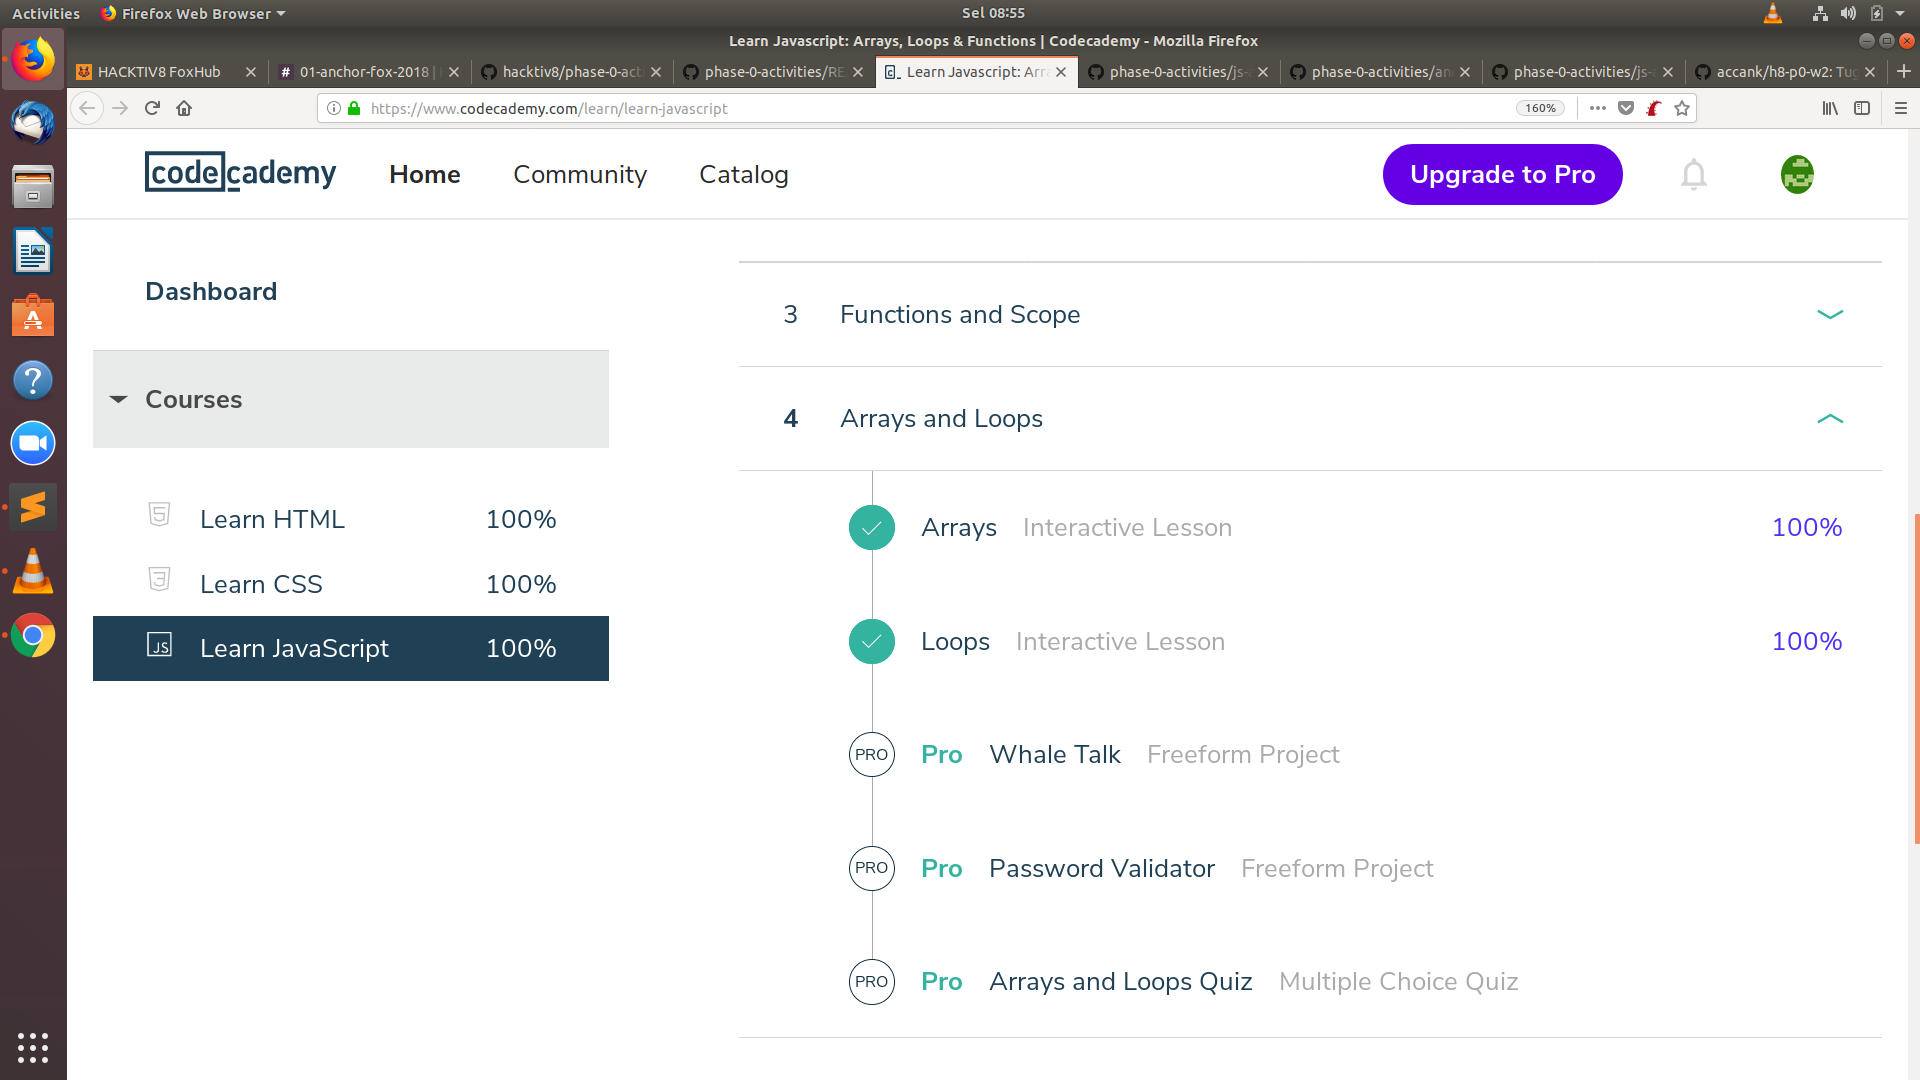 Activities Firefox Web Browser Sel 08:55
Learn Javascript: Arrays, Loops & Functions | Codecademy - Mozilla Firefox
HACKTIV8 FoxHub # 01-anchor-fox-2018 | hacktiv8/phase-0-act phase-0-activities/RE Learn Javascript: Arra phase-0-activities/js- phase-0-activities/an phase-0-activities/js- accank/h8-p0-w2: Tug
https://www.codecademy.com/learn/learn-javascript 160%
codecademy Home Community Catalog Upgrade to Pro
Dashboard
Courses
Learn HTML 100%
Learn CSS 100%
JS Learn JavaScript 100%
3 Functions and Scope
4 Arrays and Loops
Arrays Interactive Lesson 100%
Loops Interactive Lesson 100%
PRO Pro Whale Talk Freeform Project
PRO Pro Password Validator Freeform Project
PRO Pro Arrays and Loops Quiz Multiple Choice Quiz